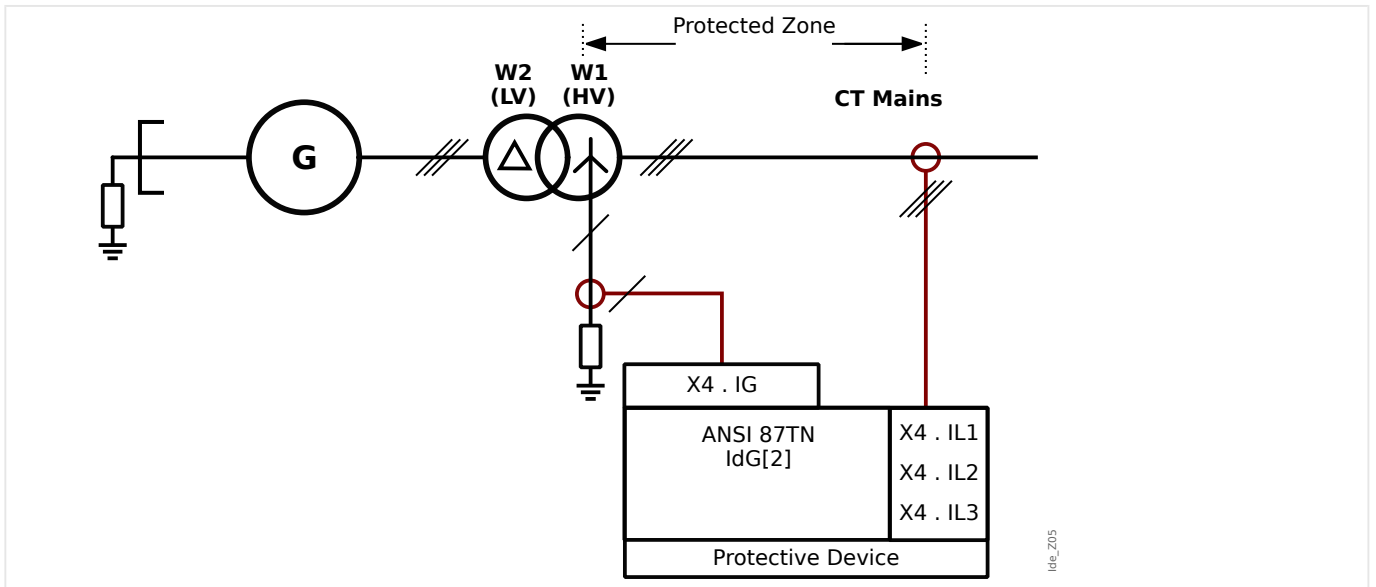 Protected Zone
W2 W1
(LV) (HV)
CT Mains
G
X4 . IG
ANSI 87TN
IdG[2]
X4 . IL1
X4 . IL2
X4 . IL3
Protective Device
Ide_Z05